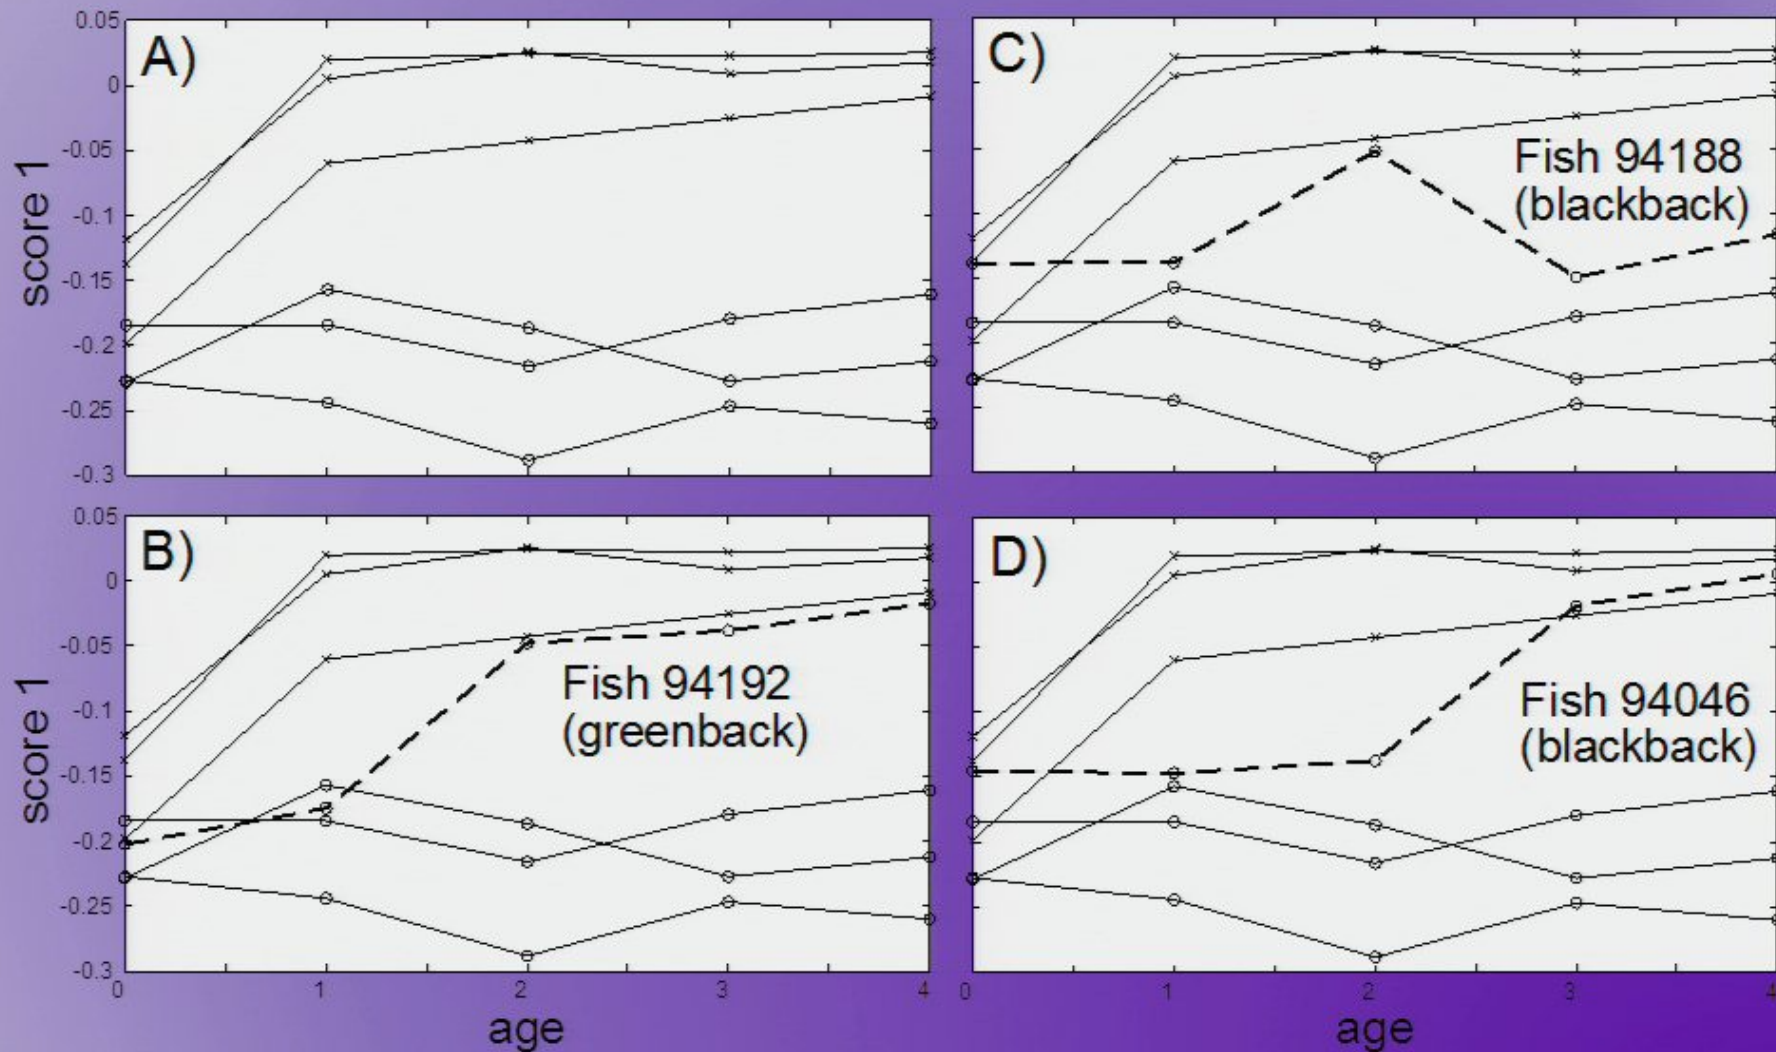 A)
0.05
0
-0.05
-0.1
-0.15
-0.2
-0.25
-0.3
score 1
C)
Fish 94188
(blackback)
B)
0.05
0
-0.05
-0.1
-0.15
-0.2
-0.25
-0.3
score 1
Fish 94192
(greenback)
0 1 2 3 4
age
D)
Fish 94046
(blackback)
0 1 2 3 4
age